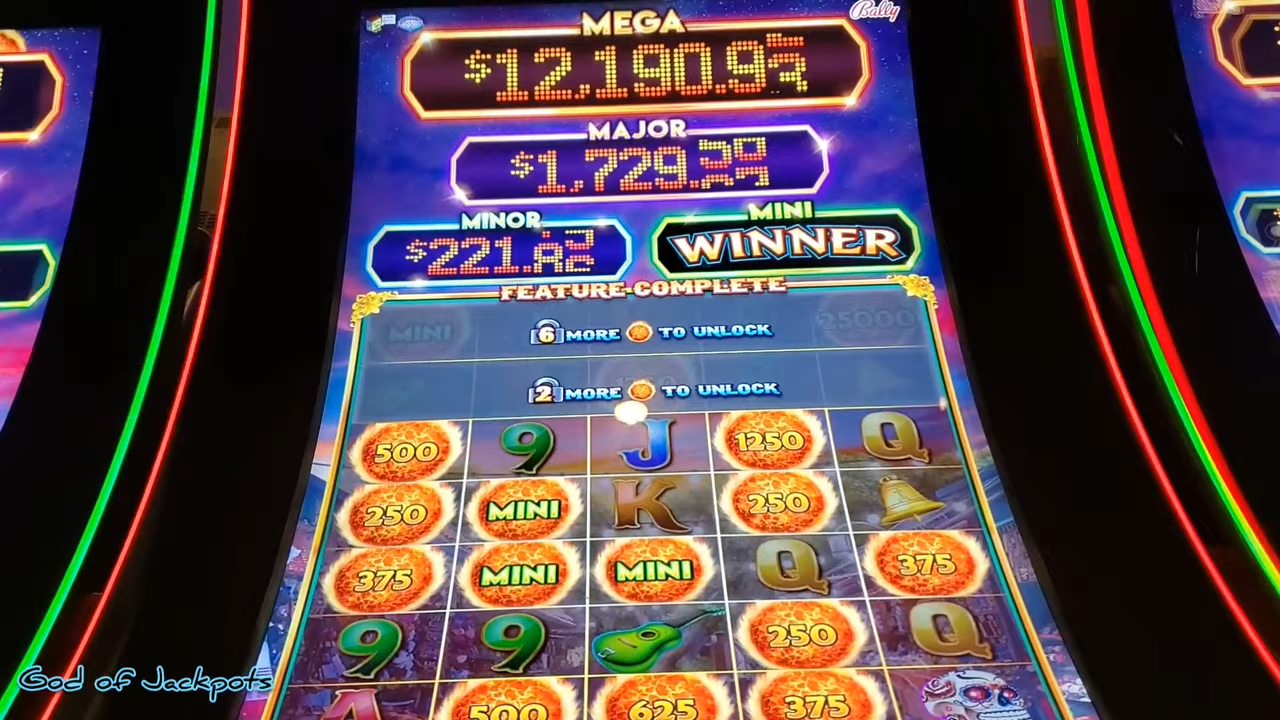 Bally
MEGA
$12,190.9
MAJOR
$1,729.
MINOR MINI
$221. WINNER
FEATURE COMPLETE
MINI 25000
6 MORE TO UNLOCK
2 MORE TO UNLOCK
500 9 J 1250 Q
250 MINI K 250
375 MINI MINI Q 375
9 9 250 Q
A 500 625 375
God of Jackpots